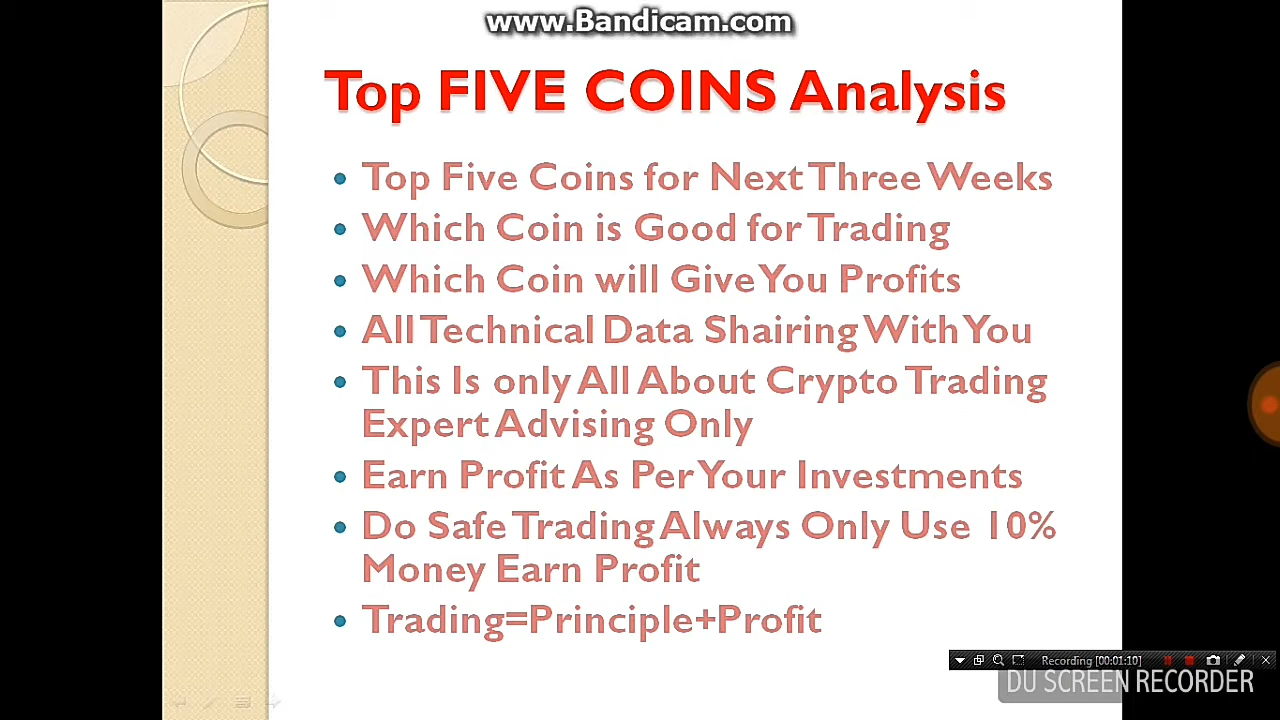 www.Bandicam.com
Top FIVE COINS Analysis
Top Five Coins for Next Three Weeks
Which Coin is Good for Trading
Which Coin will Give You Profits
All Technical Data Shairing With You
This Is only All About Crypto Trading
Expert Advising Only
Earn Profit As Per Your Investments
Do Safe Trading Always Only Use 10%
Money Earn Profit
Trading=Principle+Profit
Recording [00:01:10]
DU SCREEN RECORDER